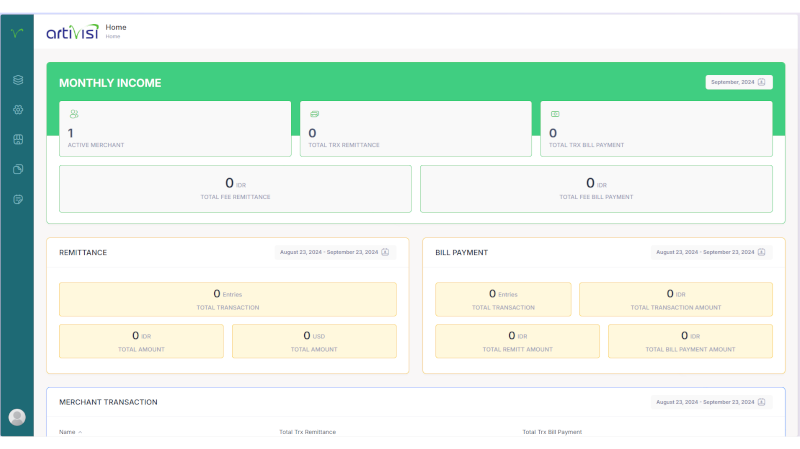 artivisi
Home
Home
MONTHLY INCOME
September, 2024
1
ACTIVE MERCHANT
0
TOTAL TRX REMITTANCE
0
TOTAL TRX BILL PAYMENT
0 IDR
TOTAL FEE REMITTANCE
0 IDR
TOTAL FEE BILL PAYMENT
REMITTANCE
August 23, 2024 - September 23, 2024
0 Entries
TOTAL TRANSACTION
0 IDR
TOTAL AMOUNT
0 USD
TOTAL AMOUNT
BILL PAYMENT
August 23, 2024 - September 23, 2024
0 Entries
TOTAL TRANSACTION
0 IDR
TOTAL TRANSACTION AMOUNT
0 IDR
TOTAL REMITT AMOUNT
0 IDR
TOTAL BILL PAYMENT AMOUNT
MERCHANT TRANSACTION
August 23, 2024 - September 23, 2024
Name
Total Trx Remittance
Total Trx Bill Payment